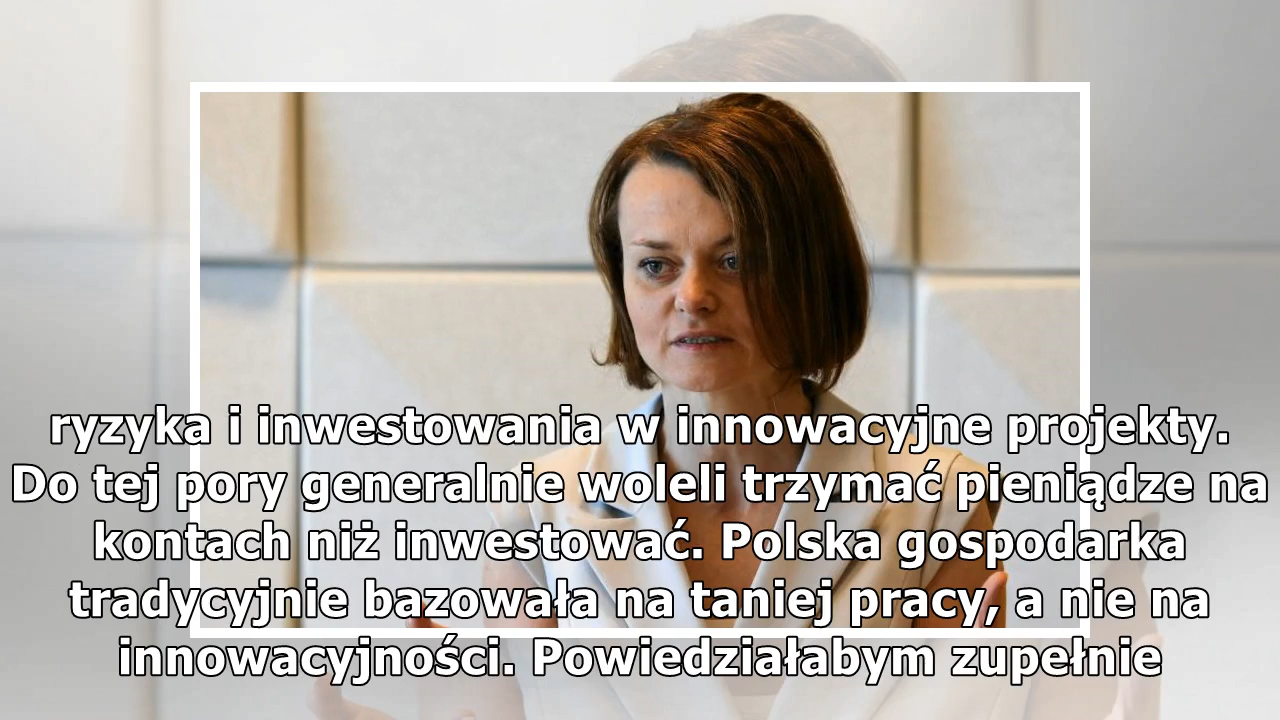 ryzyka i inwestowania w innowacyjne projekty.
Do tej pory generalnie woleli trzymać pieniądze na
kontach niż inwestować. Polska gospodarka
tradycyjnie bazowała na taniej pracy, a nie na
innowacyjności. Powiedziałabym zupełnie